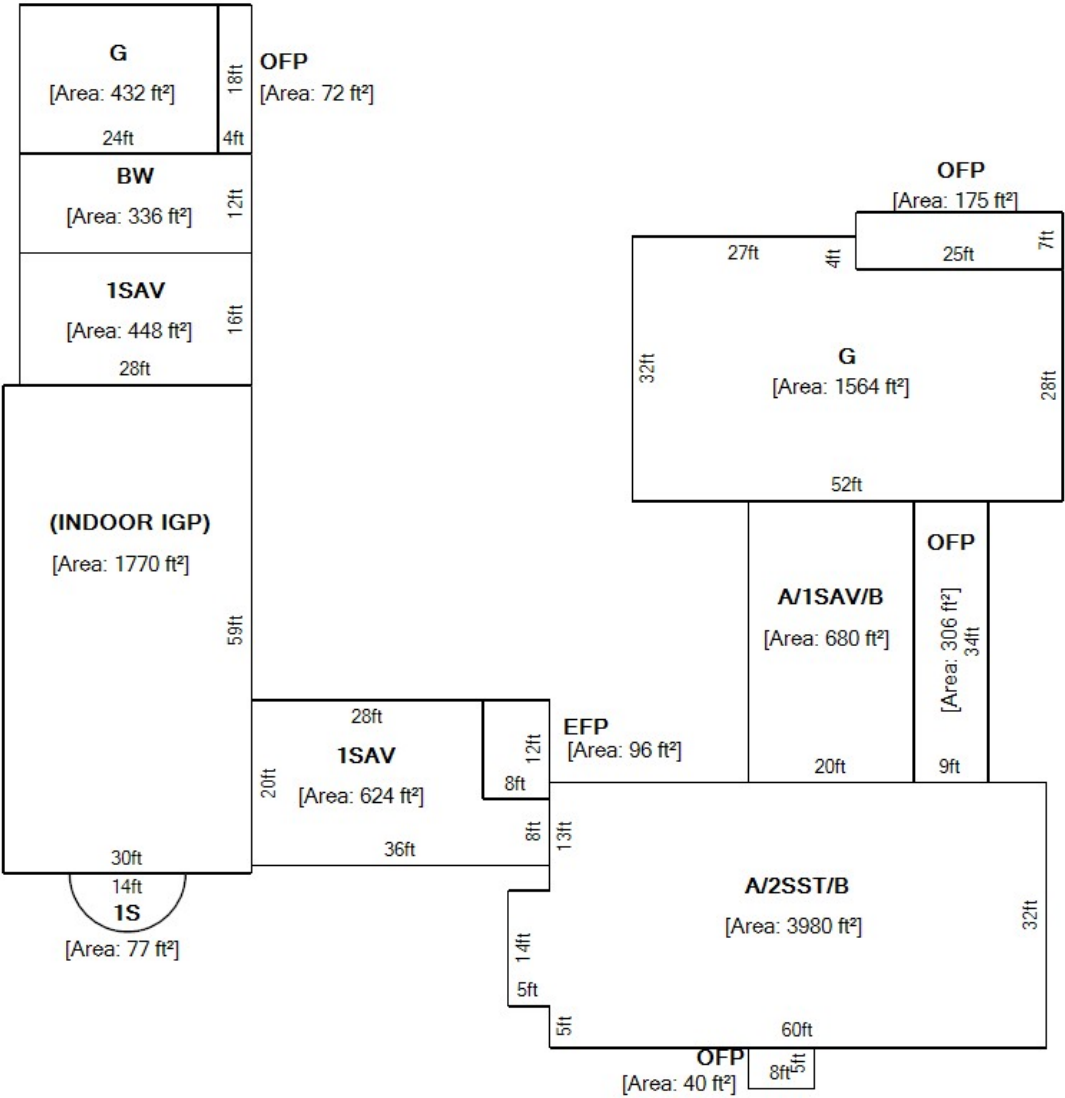 G
[Area: 432 ft²]
24ft
18ft
4ft
OFP
[Area: 72 ft²]
BW
[Area: 336 ft²]
12ft
1SAV
[Area: 448 ft²]
16ft
28ft
(INDOOR IGP)
[Area: 1770 ft²]
59ft
30ft
14ft
1S
[Area: 77 ft²]
28ft
1SAV
[Area: 624 ft²]
20ft
36ft
12ft
8ft
8ft
EFP
[Area: 96 ft²]
OFP
[Area: 175 ft²]
7ft
25ft
27ft
4ft
32ft
G
[Area: 1564 ft²]
28ft
52ft
A/1SAV/B
[Area: 680 ft²]
20ft
OFP
[Area: 306 ft²]
34ft
9ft
13ft
A/2SST/B
[Area: 3980 ft²]
32ft
14ft
5ft
5ft
60ft
OFP
[Area: 40 ft²]
8ft
5ft